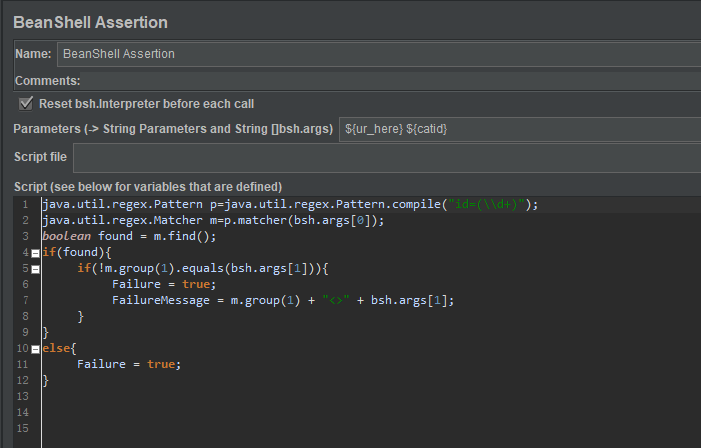 BeanShell Assertion
Name: BeanShell Assertion
Comments:
Reset bsh.Interpreter before each call
Parameters (-> String Parameters and String []bsh.args) ${ur_here} ${catid}
Script file
Script (see below for variables that are defined)
1 java.util.regex.Pattern p=java.util.regex.Pattern.compile("id=(\\d+)");
2 java.util.regex.Matcher m=p.matcher(bsh.args[0]);
3 boolean found = m.find();
4 if(found){
5 if(!m.group(1).equals(bsh.args[1])){
6 Failure = true;
7 FailureMessage = m.group(1) + "<>" + bsh.args[1];
8 }
9 }
10 else{
11 Failure = true;
12 }
13
14
15